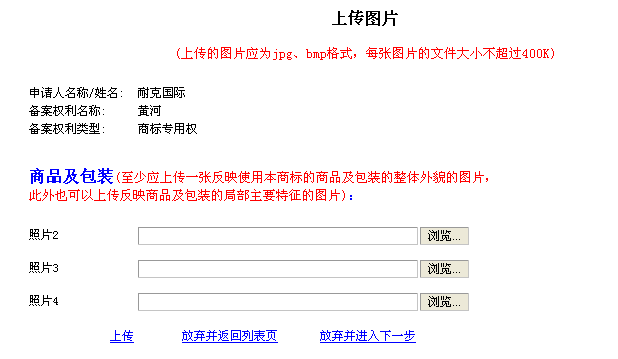 上传图片
(上传的图片应为jpg、bmp格式，每张图片的文件大小不超过400K)
申请人名称/姓名: 耐克国际
备案权利名称: 黄河
备案权利类型: 商标专用权
商品及包装(至少应上传一张反映使用本商标的商品及包装的整体外貌的图片，
此外也可以上传反映商品及包装的局部主要特征的图片)：
照片2 浏览...
照片3 浏览...
照片4 浏览...
上传 放弃并返回列表页 放弃并进入下一步